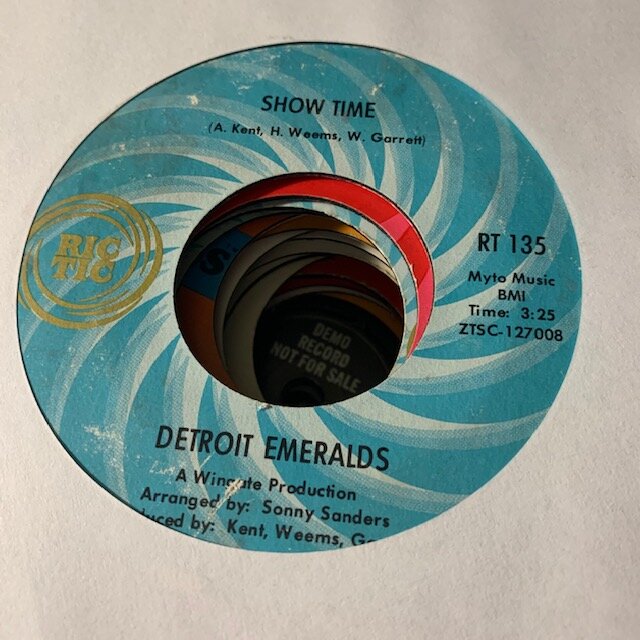 SHOW TIME
(A. Kent, H. Weems, W. Garrett)
RIC
TIC
RT 135
Myto Music
BMI
Time: 3:25
ZTSC-127008
S
DEMO
RECORD
NOT FOR SALE
DETROIT EMERALDS
A Wingate Production
Arranged by: Sonny Sanders
uced by: Kent, Weems, Ga